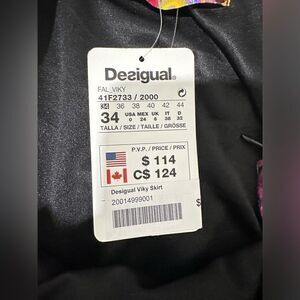 Desigual.
FAL_VIKY
41F2733 / 2000
34 36 38 40 42 44
34 USA MEX UK IT D
0 24 6 38 32
TALLA / SIZE / TAILLE / GRÖSSE
P.V.P. / PRICE / PRIX
$ 114
C$ 124
Desigual Viky Skirt
20014999001